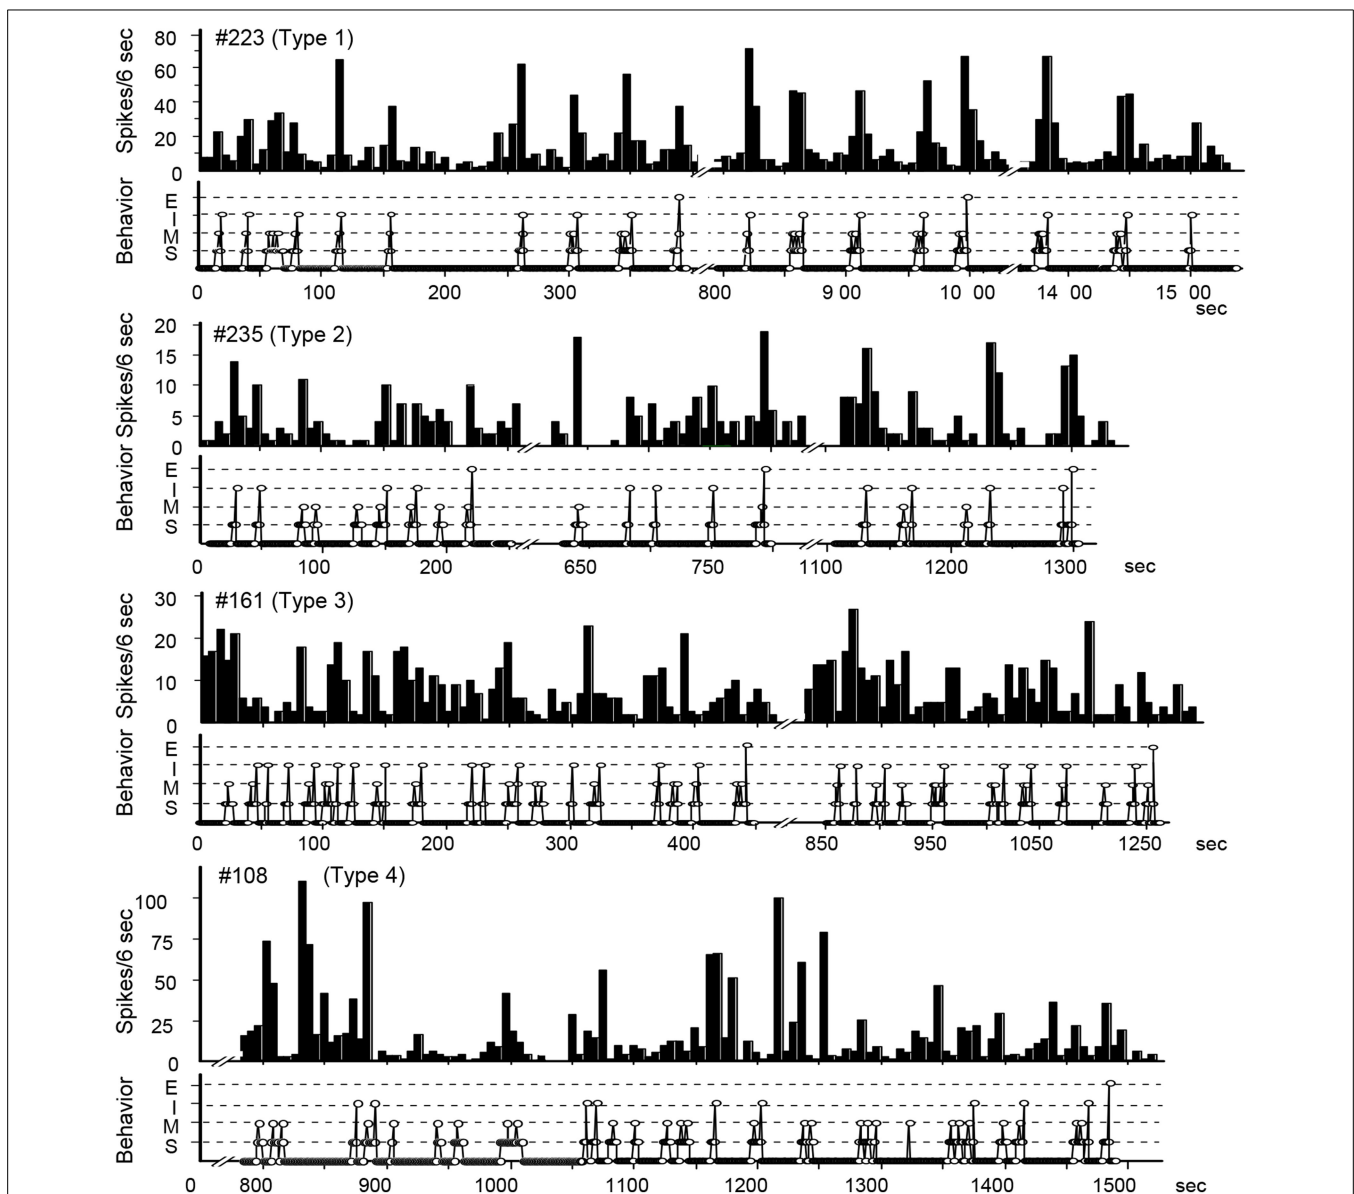 #223 (Type 1)
Spikes/6 sec
80
60
40
20
0
Behavior
E
I
M
S
0 100 200 300 800 9 00 10 00 14 00 15 00
sec
#235 (Type 2)
Spikes/6 sec
20
15
10
5
0
Behavior
E
I
M
S
0 100 200 650 750 1100 1200 1300 sec
#161 (Type 3)
Spikes/6 sec
30
20
10
0
Behavior
E
I
M
S
0 100 200 300 400 850 950 1050 1250 sec
#108 (Type 4)
Spikes/6 sec
100
75
50
25
0
Behavior
E
I
M
S
0 800 900 1000 1100 1200 1300 1400 1500 sec